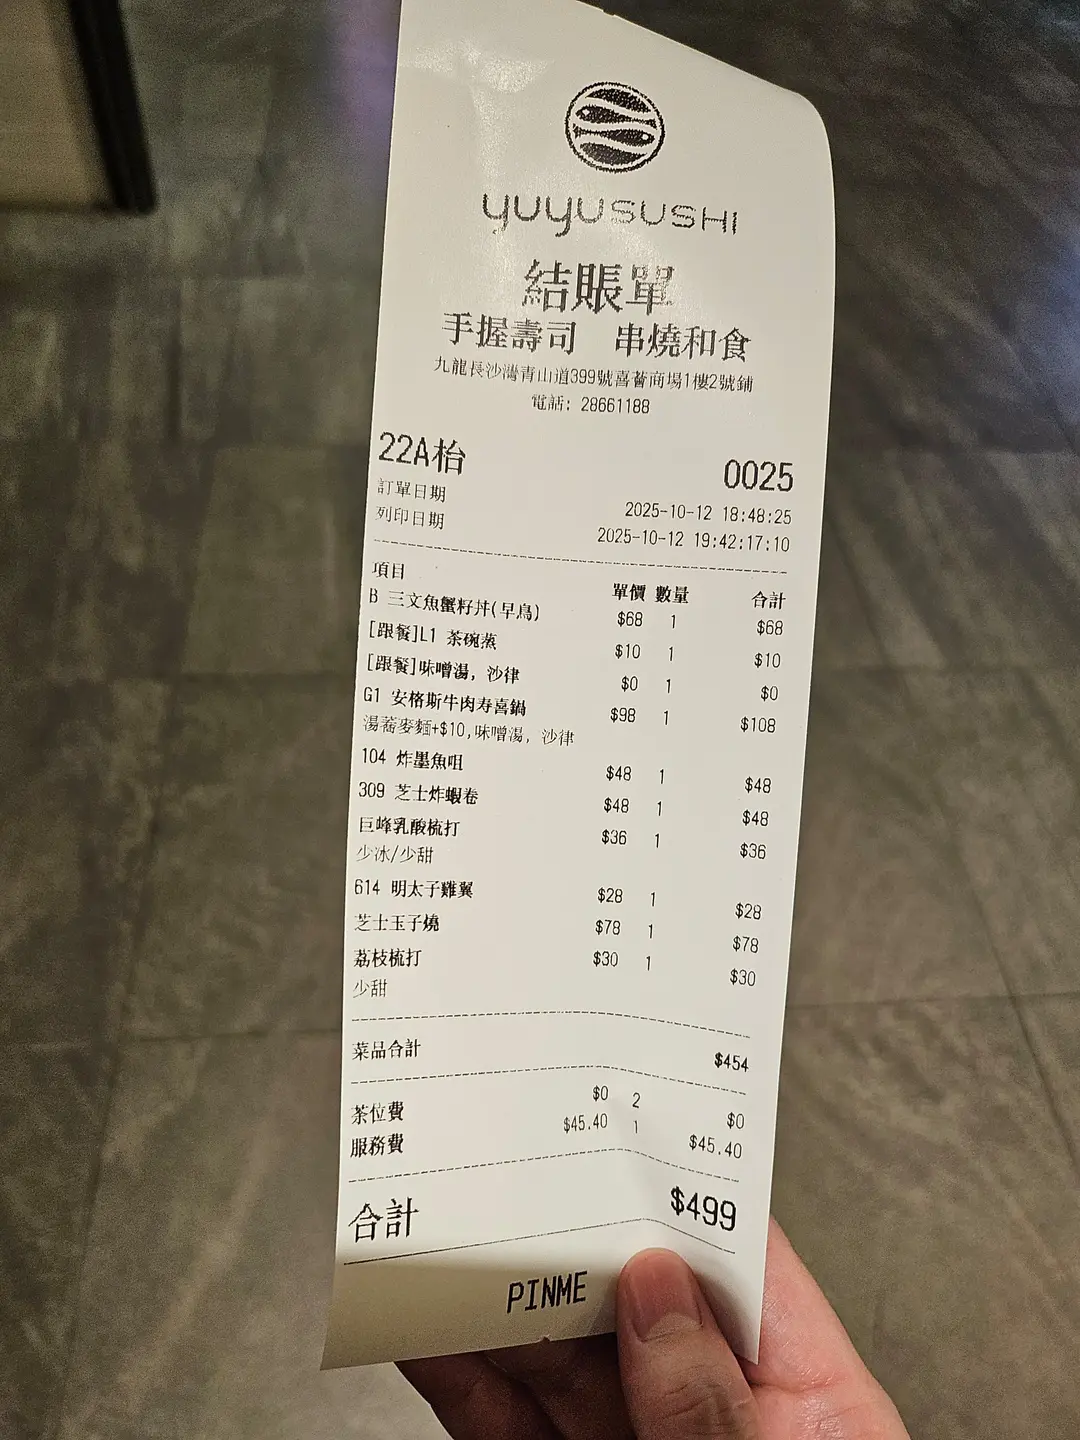 yuyusushi
結賬單
手握壽司 串燒和食
九龍長沙灣青山道399號喜薈商場1樓2號鋪
電話: 28661188
22A枱 0025
訂單日期 2025-10-12 18:48:25
列印日期 2025-10-12 19:42:17:10
項目 單價 數量 合計
B 三文魚蟹籽丼(早鳥) $68 1 $68
[跟餐]L1 茶碗蒸 $10 1 $10
[跟餐]味噌湯, 沙律 $0 1 $0
G1 安格斯牛肉寿喜鍋 $98 1 $108
湯蕎麥麵+$10,味噌湯, 沙律
104 炸墨魚咀 $48 1 $48
309 芝士炸蝦卷 $48 1 $48
巨峰乳酸梳打 $36 1 $36
少冰/少甜
614 明太子雞翼 $28 1 $28
芝士玉子燒 $78 1 $78
荔枝梳打 $30 1 $30
少甜
菜品合計 $454
茶位費 $0 2 $0
服務費 $45.40 1 $45.40
合計 $499
PINME